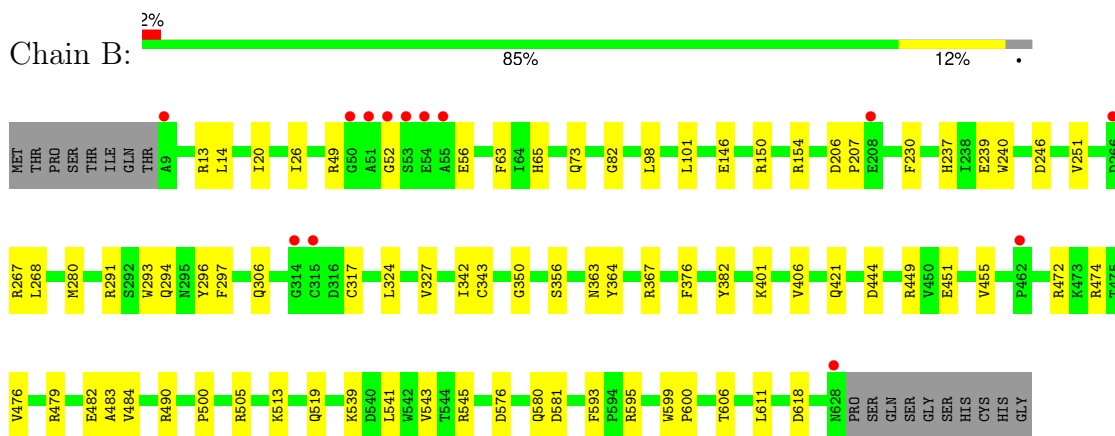 2%
Chain B:
85% 12% •
MET THR PRO SER THR ILE GLN THR A9 R13 L14 I20 I26 R49 G50 A51 G52 S53 E54 A55 E56 F63 I64 H65 Q73 G82 L98 L101 E146 R150 R154 D206 P207 E208 F230 H237 I238 E239 W240 D246 V251 D266
R267 L268 M280 R291 S292 W293 Q294 N295 Y296 F297 Q306 G314 C315 D316 C317 L324 V327 I342 C343 G350 S356 N363 Y364 R367 F376 Y382 K401 V406 Q421 D444 R449 V450 E451 V455 P462 R472 K473 R474 T475
V476 R479 E482 A483 V484 R490 P500 R505 K513 Q519 K539 D540 L541 W542 V543 T544 R545 D576 Q580 D581 F593 P594 R595 W599 P600 T606 L611 D618 N628 PRO SER GLN SER GLY SER HIS CYS HIS GLY